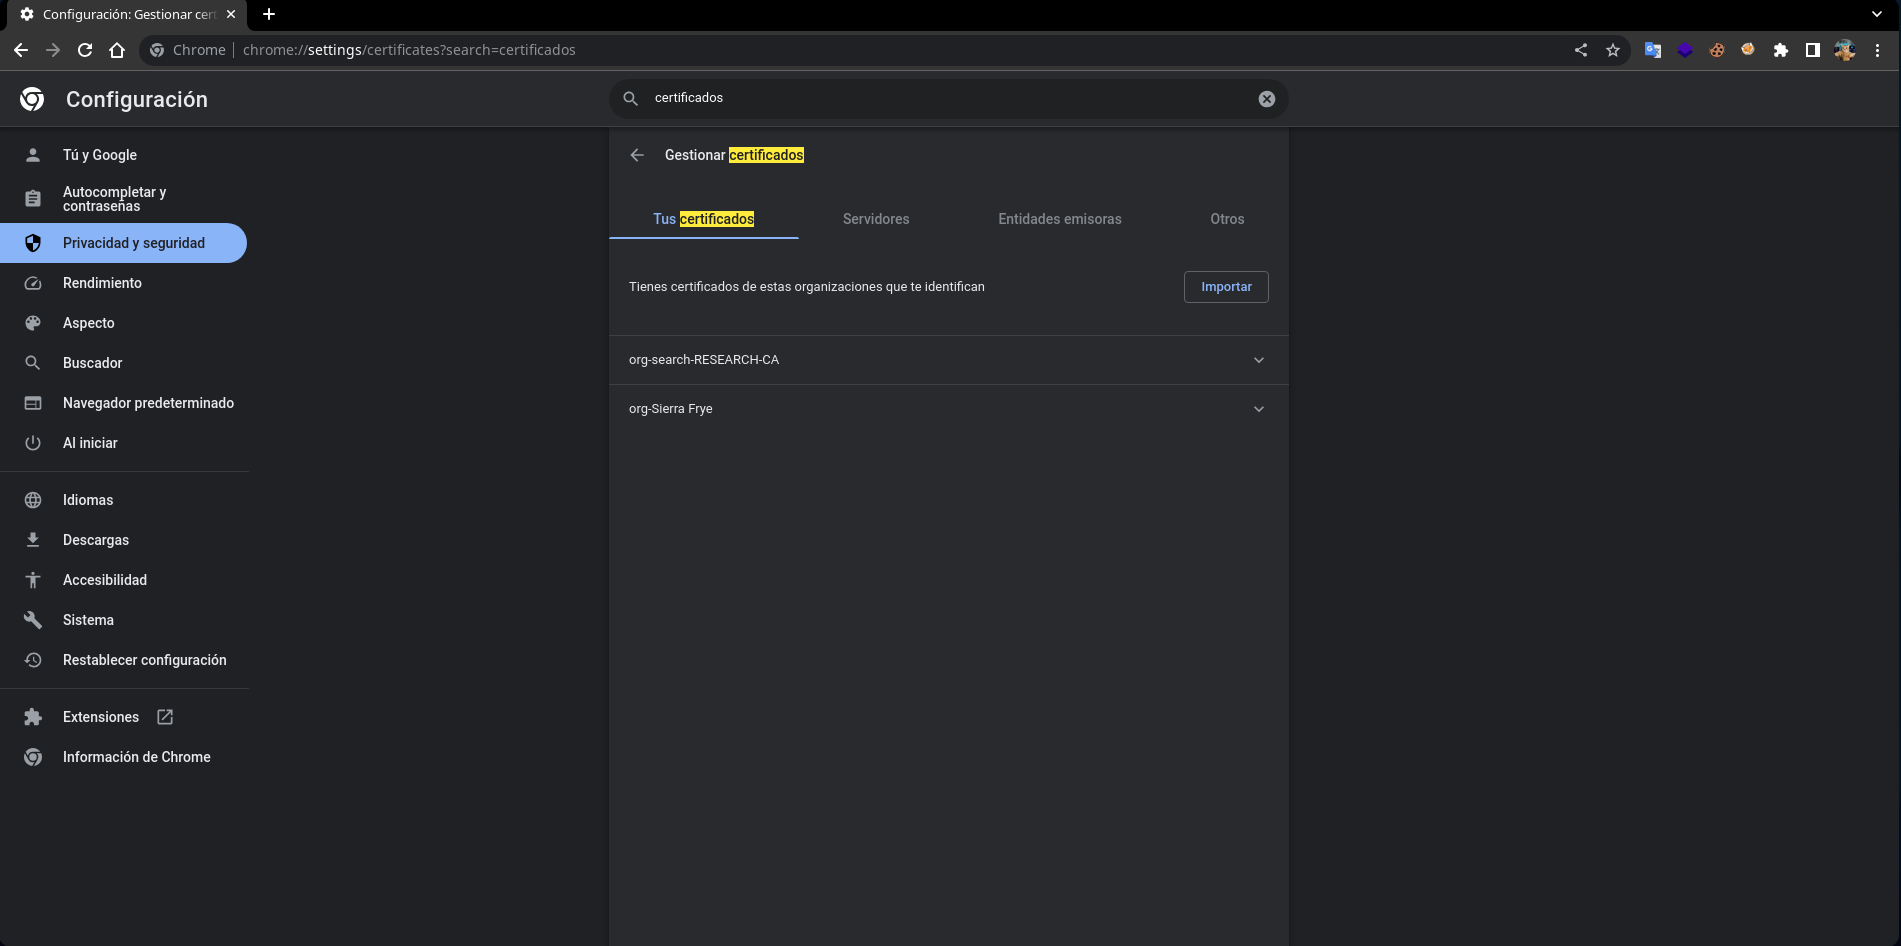 Configuración: Gestionar cert
Chrome
chrome://settings/certificates?search=certificados
Configuración
certificados
Tú y Google
Autocompletar y
contraseñas
Privacidad y seguridad
Rendimiento
Aspecto
Buscador
Navegador predeterminado
Al iniciar
Idiomas
Descargas
Accesibilidad
Sistema
Restablecer configuración
Extensiones
Información de Chrome
Gestionar certificados
Tus certificados
Servidores
Entidades emisoras
Otros
Tienes certificados de estas organizaciones que te identifican
Importar
org-search-RESEARCH-CA
org-Sierra Frye